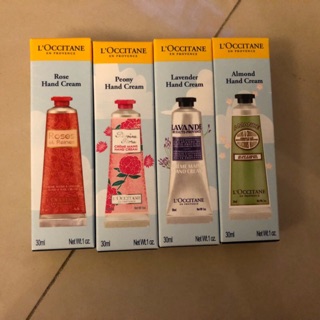 L'OCCITANE
EN PROVENCE
Rose
Hand Cream
30ml Net Wt. 1 oz.
L'OCCITANE
EN PROVENCE
Peony
Hand Cream
L'OCCITANE
30ml Net Wt. 1 oz.
L'OCCITANE
EN PROVENCE
Lavender
Hand Cream
LAVANDE
30ml Net Wt. 1 oz.
L'OCCITANE
EN PROVENCE
Almond
Hand Cream
L'OCCITANE
30ml Net Wt. 1 oz.